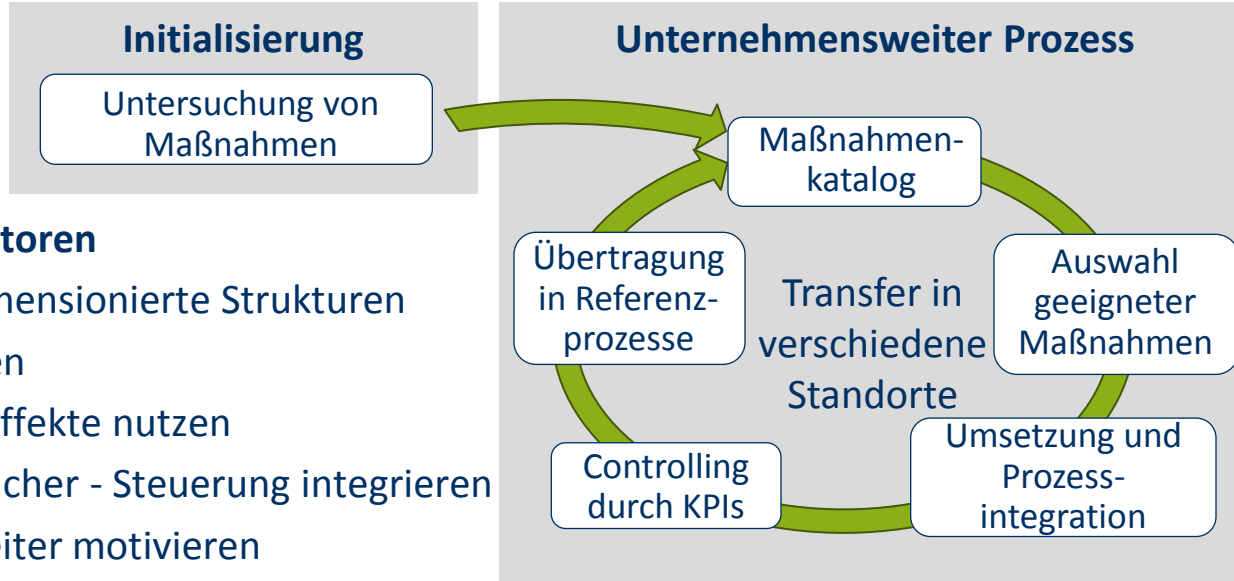 Initialisierung
Untersuchung von
Maßnahmen
toren
mensionierte Strukturen
en
ffekte nutzen
cher - Steuerung integrieren
eiter motivieren
Unternehmensweiter Prozess
Maßnahmen-
katalog
Auswahl
geeigneter
Maßnahmen
Umsetzung und
Prozess-
integration
Controlling
durch KPIs
Übertragung
in Referenz-
prozesse
Transfer in
verschiedene
Standorte